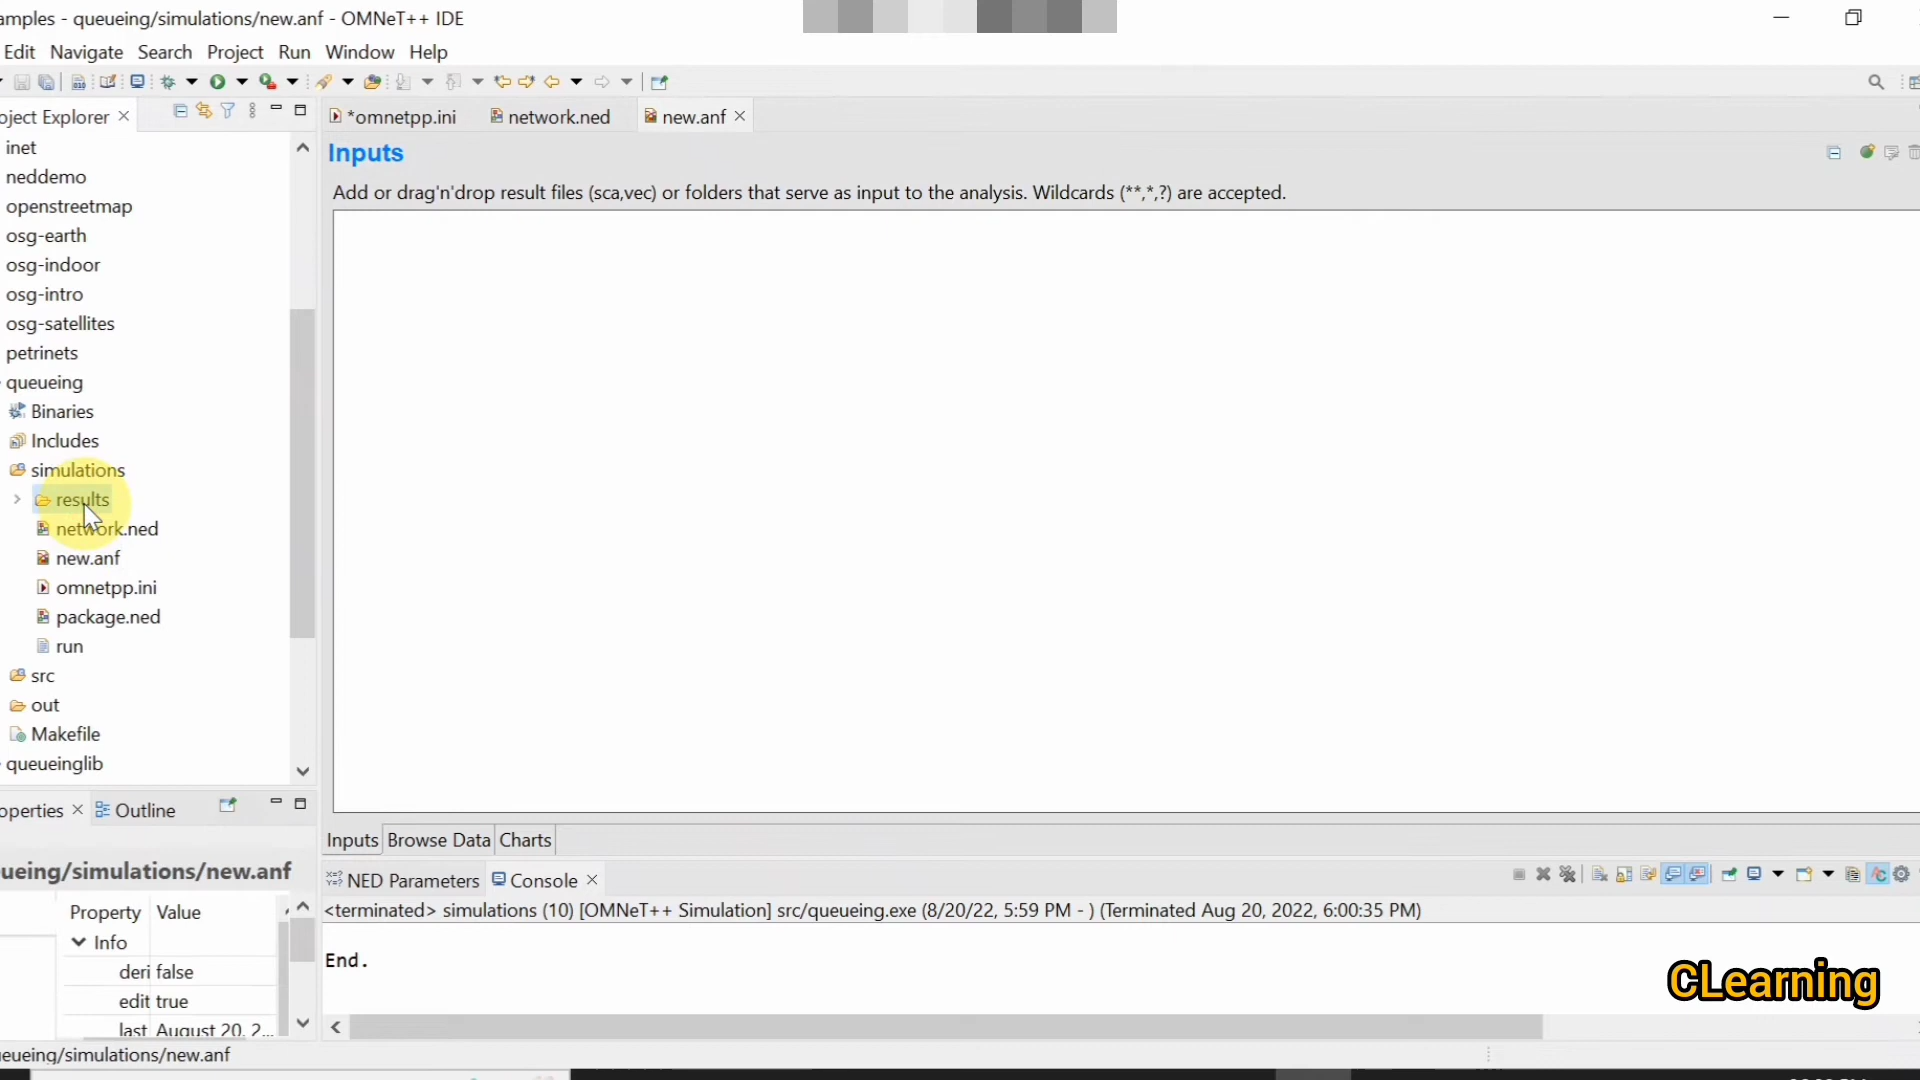 amples - queueing/simulations/new.anf - OMNeT++ IDE
Edit Navigate Search Project Run Window Help
oject Explorer
*omnetpp.ini network.ned new.anf
inet
neddemo
openstreetmap
osg-earth
osg-indoor
osg-intro
osg-satellites
petrinets
queueing
Binaries
Includes
simulations
results
network.ned
new.anf
omnetpp.ini
package.ned
run
src
out
Makefile
queueinglib
Inputs
Add or drag'n'drop result files (sca,vec) or folders that serve as input to the analysis. Wildcards (**,*,?) are accepted.
Inputs Browse Data Charts
operties Outline
ueing/simulations/new.anf
Property Value
Info
deri false
edit true
last August 20, 2...
NED Parameters Console
<terminated> simulations (10) [OMNeT++ Simulation] src/queueing.exe (8/20/22, 5:59 PM - ) (Terminated Aug 20, 2022, 6:00:35 PM)
End.
CLearning
eueing/simulations/new.anf